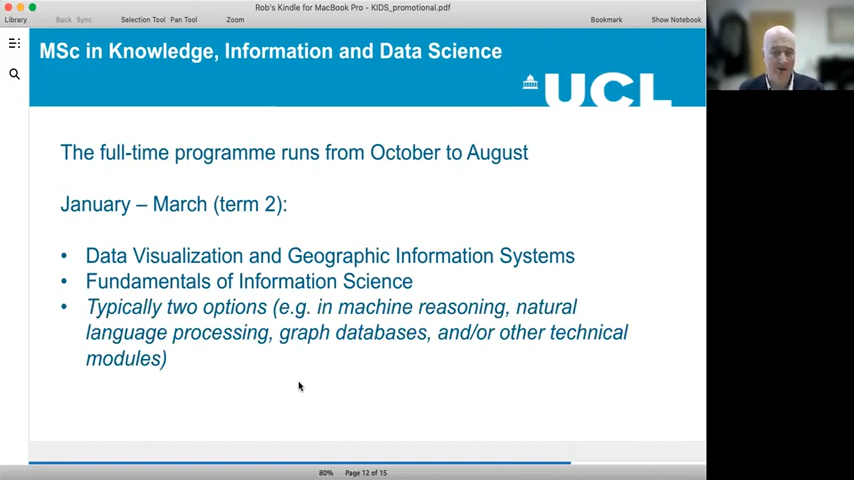 Rob's Kindle for MacBook Pro - KIDS_promotional.pdf
Library Back Sync Selection Tool Pan Tool Zoom Bookmark Show Notebook
MSc in Knowledge, Information and Data Science
UCL
The full-time programme runs from October to August
January – March (term 2):
• Data Visualization and Geographic Information Systems
• Fundamentals of Information Science
• Typically two options (e.g. in machine reasoning, natural
language processing, graph databases, and/or other technical
modules)
80% Page 12 of 15